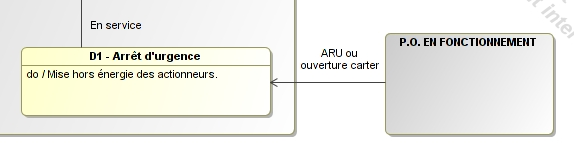 En service
D1 - Arrêt d'urgence
do / Mise hors énergie des actionneurs.
ARU ou
ouverture carter
P.O. EN FONCTIONNEMENT